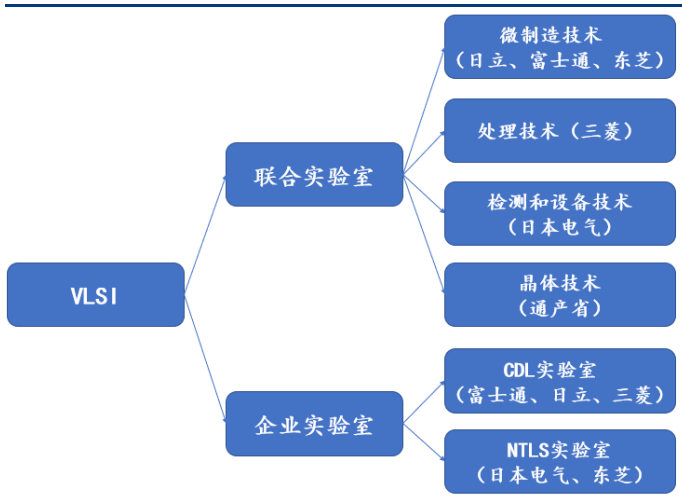 微制造技术
（日立、富士通、东芝）
处理技术（三菱）
联合实验室
检测和设备技术
（日本电气）
晶体技术
（通产省）
VLSI
CDL实验室
（富士通、日立、三菱）
企业实验室
NTLS实验室
（日本电气、东芝）